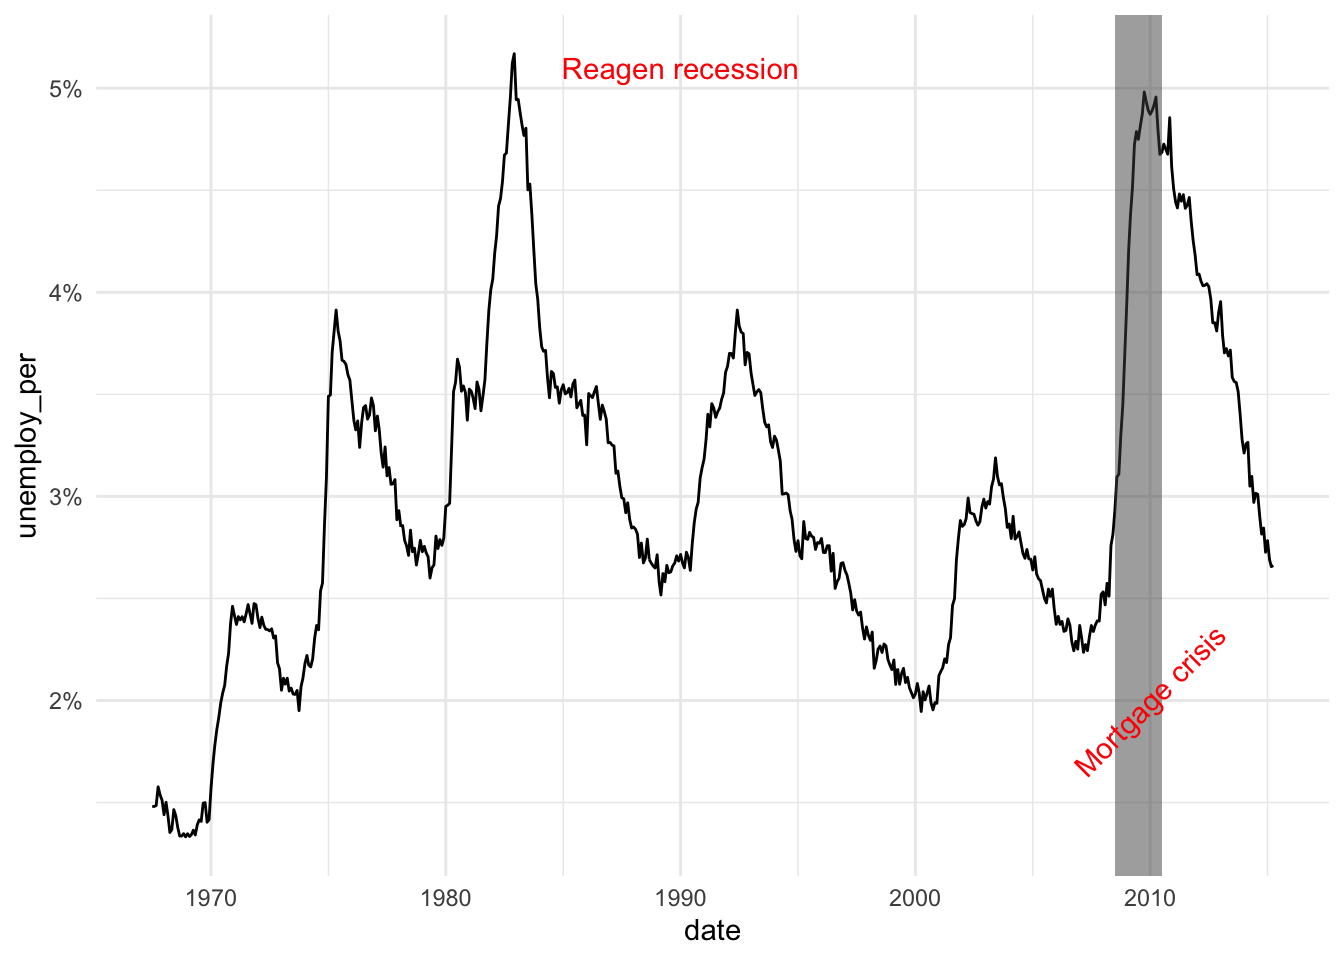 Reagen recession
5%
4%
3%
2%
unemploy_per
Mortgage crisis
1970 1980 1990 2000 2010
date